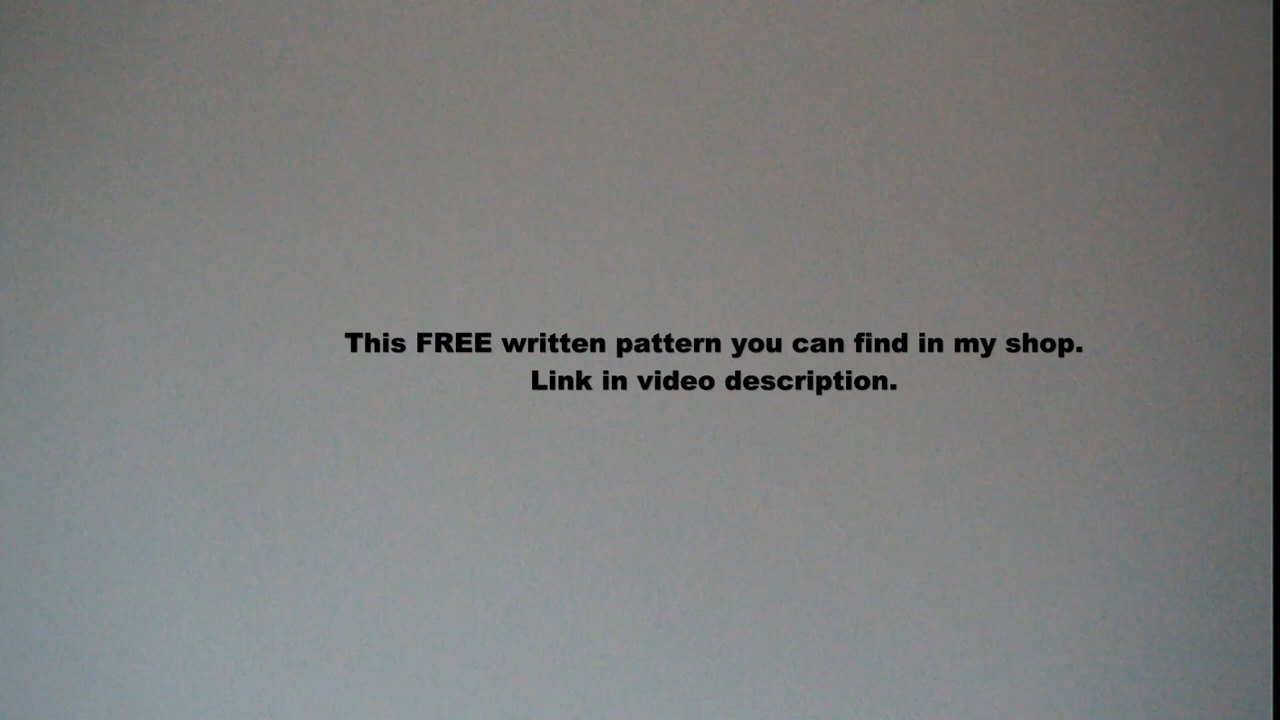 This FREE written pattern you can find in my shop.
Link in video description.